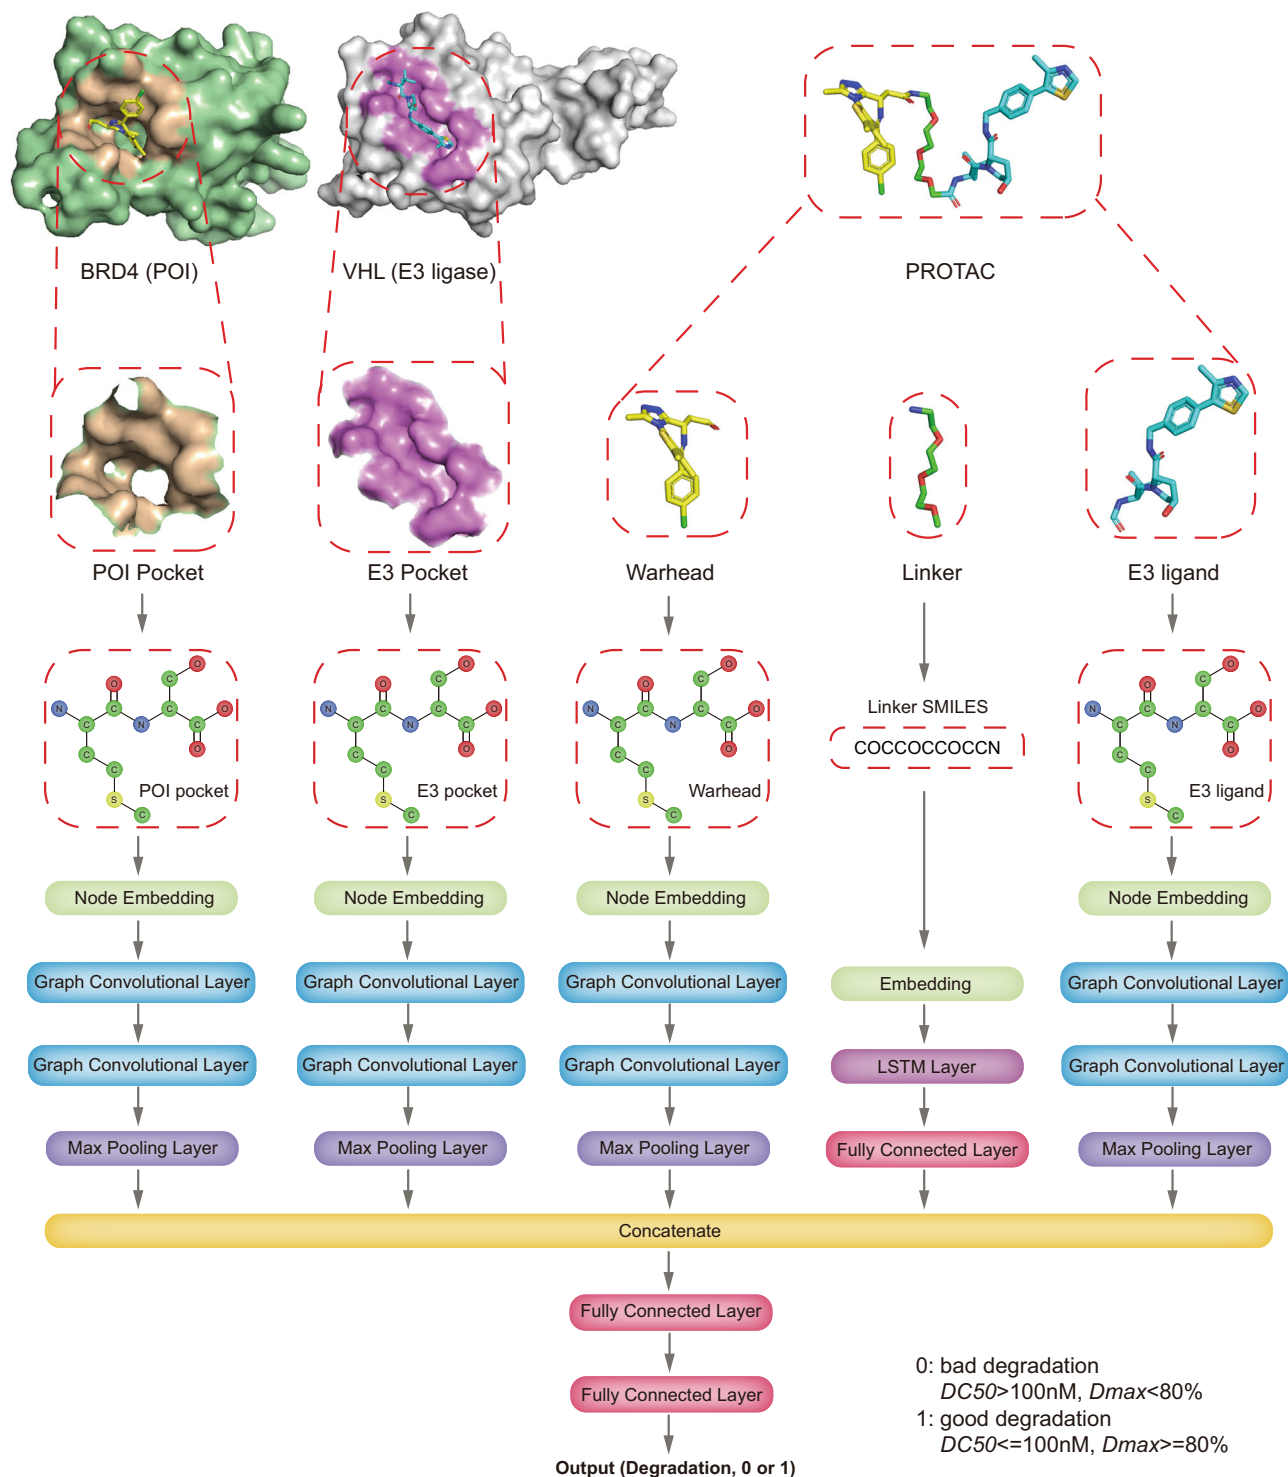 BRD4 (POI)
VHL (E3 ligase)
PROTAC
POI Pocket
E3 Pocket
Warhead
Linker
E3 ligand
O
O
N
C
C
N
C
C
O
C
O
C
C
S
C
POI pocket
O
O
N
C
C
N
C
C
O
C
O
C
C
S
C
E3 pocket
O
O
N
C
C
N
C
C
O
C
O
C
C
S
C
Warhead
Linker SMILES
COCCOCCOCCN
O
O
N
C
C
N
C
C
O
C
O
C
C
S
C
E3 ligand
Node Embedding
Node Embedding
Node Embedding
Node Embedding
Graph Convolutional Layer
Graph Convolutional Layer
Graph Convolutional Layer
Embedding
Graph Convolutional Layer
Graph Convolutional Layer
Graph Convolutional Layer
Graph Convolutional Layer
LSTM Layer
Graph Convolutional Layer
Max Pooling Layer
Max Pooling Layer
Max Pooling Layer
Fully Connected Layer
Max Pooling Layer
Concatenate
Fully Connected Layer
Fully Connected Layer
Output (Degradation, 0 or 1)
0: bad degradation
DC50>100nM, Dmax<80%
1: good degradation
DC50<=100nM, Dmax>=80%